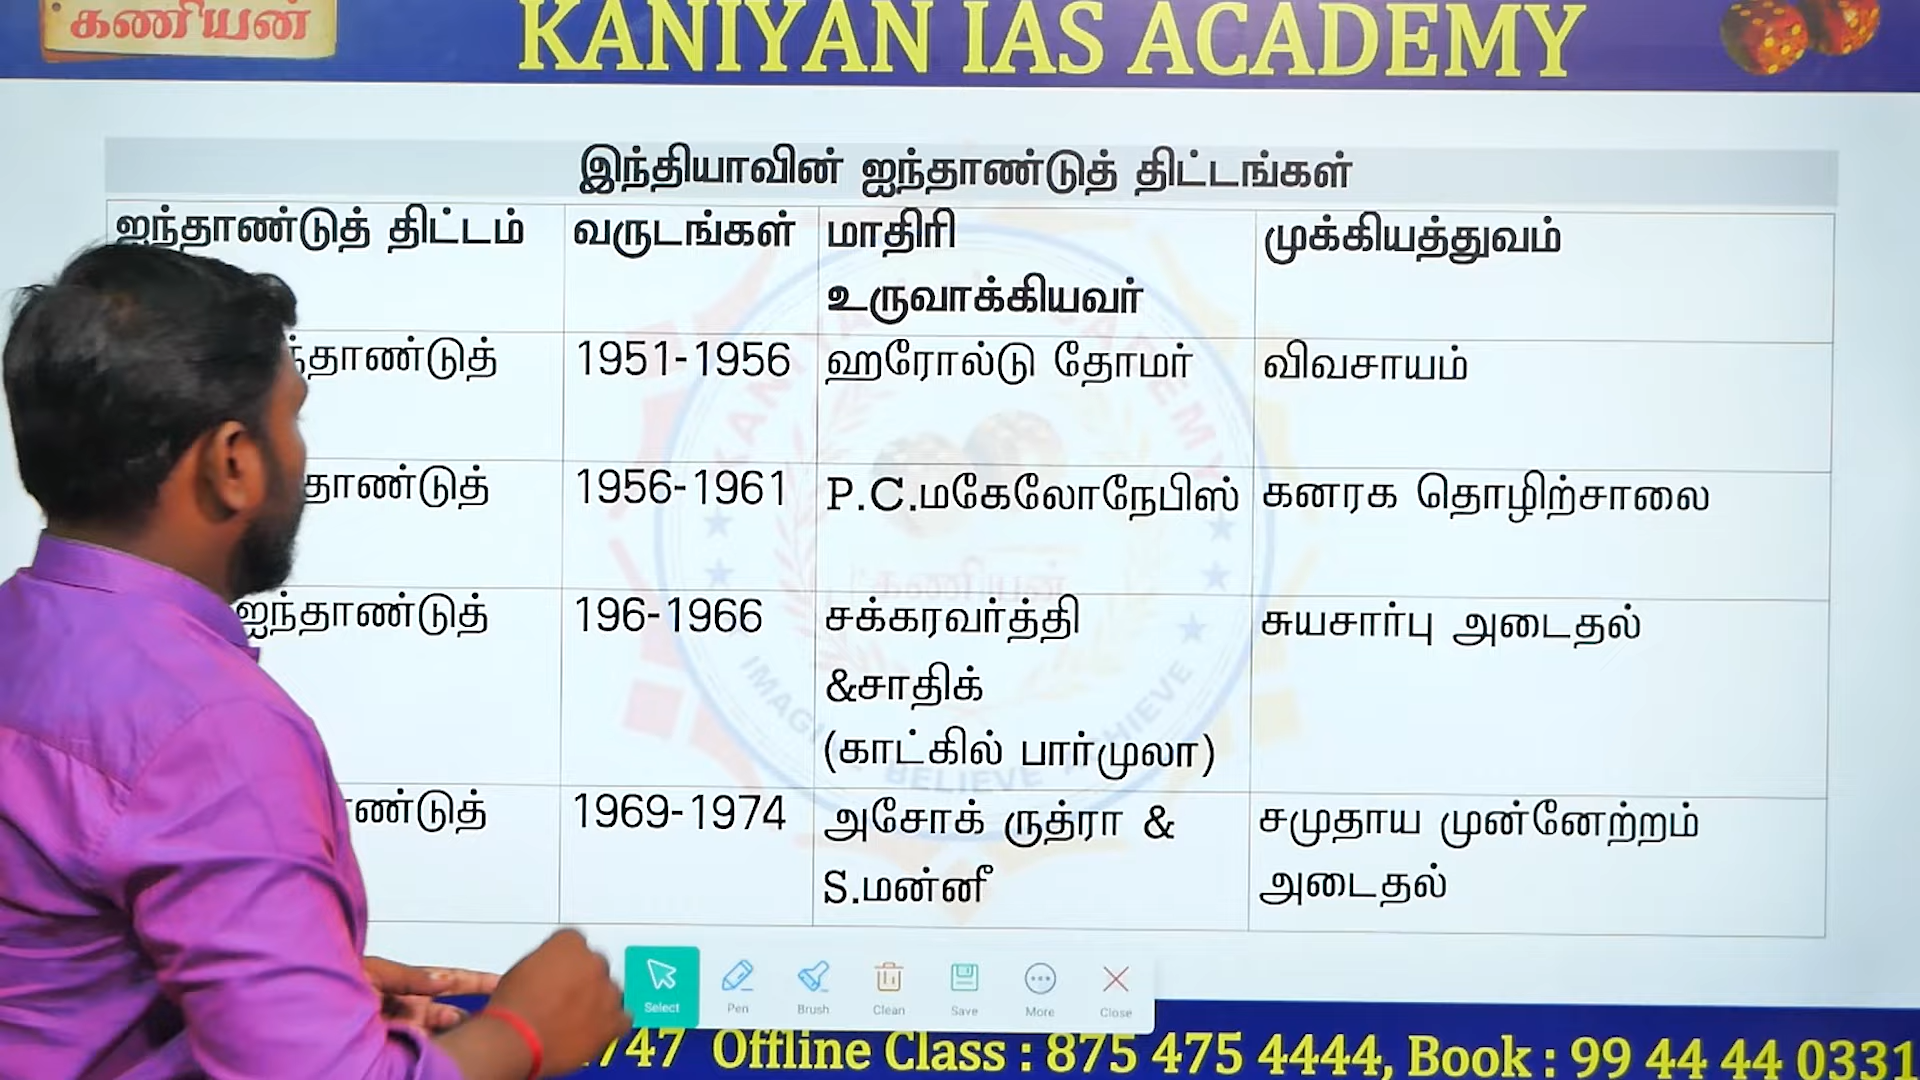 கணியன்
KANIYAN IAS ACADEMY
இந்தியாவின் ஐந்தாண்டுத் திட்டங்கள்
ஐந்தாண்டுத் திட்டம் வருடங்கள் மாதிரி முக்கியத்துவம்
உருவாக்கியவர்
ந்தாண்டுத் 1951-1956 ஹரோல்டு தோமர் விவசாயம்
தாண்டுத் 1956-1961 P.C.மகேலோநேபிஸ் கனரக தொழிற்சாலை
ஐந்தாண்டுத் 196-1966 சக்கரவர்த்தி சுயசார்பு அடைதல்
&சாதிக்
(காட்கில் பார்முலா)
ண்டுத் 1969-1974 அசோக் ருத்ரா & சமுதாய முன்னேற்றம்
S.மன்னீ அடைதல்
Select Pen Brush Clean Save More Close
747 Offline Class : 875 475 4444, Book : 99 44 44 0331